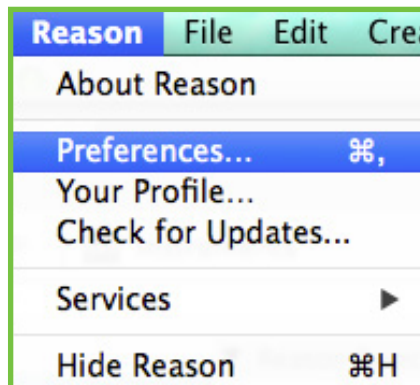 Reason File Edit
About Reason
Preferences... ⌘,
Your Profile...
Check for Updates...
Services ▶
Hide Reason ⌘H